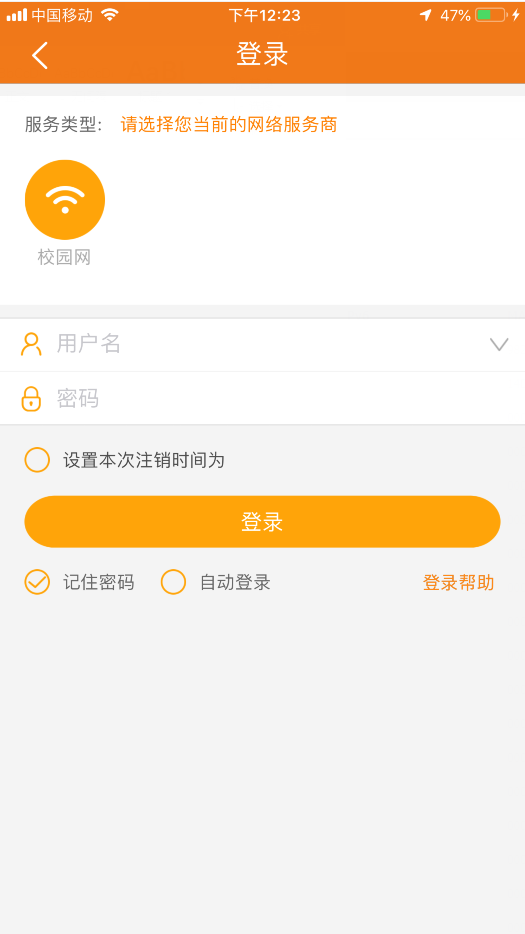 中国移动 下午12:23 47%
登录
服务类型: 请选择您当前的网络服务商
校园网
用户名
密码
设置本次注销时间为
登录
记住密码 自动登录 登录帮助